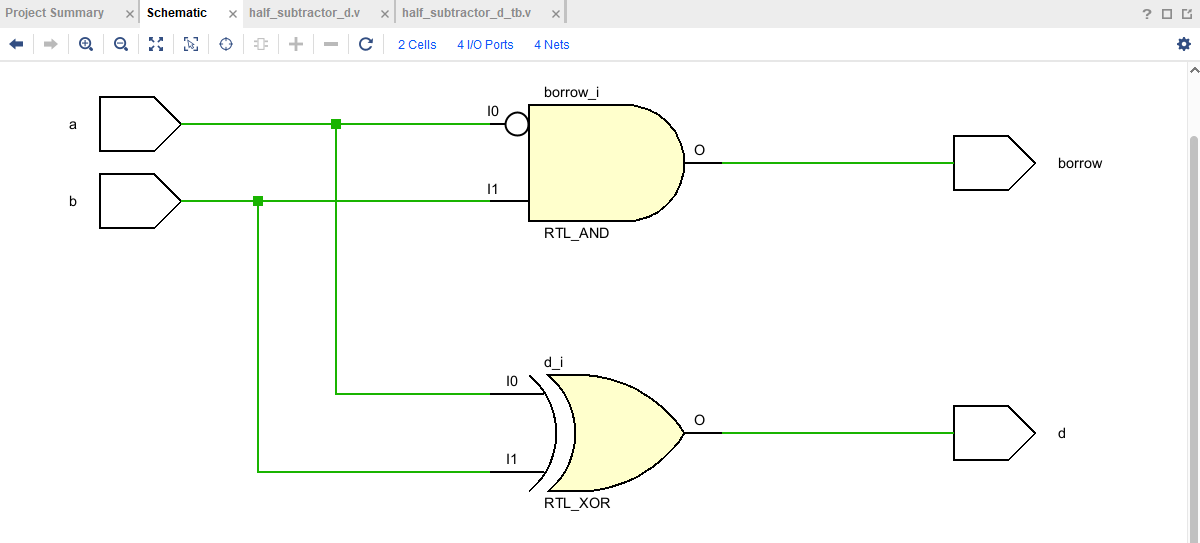 Project Summary
Schematic
half_subtractor_d.v
half_subtractor_d_tb.v
?
2 Cells
4 I/O Ports
4 Nets
borrow_i
a
I0
O
borrow
b
I1
RTL_AND
d_i
I0
O
d
I1
RTL_XOR